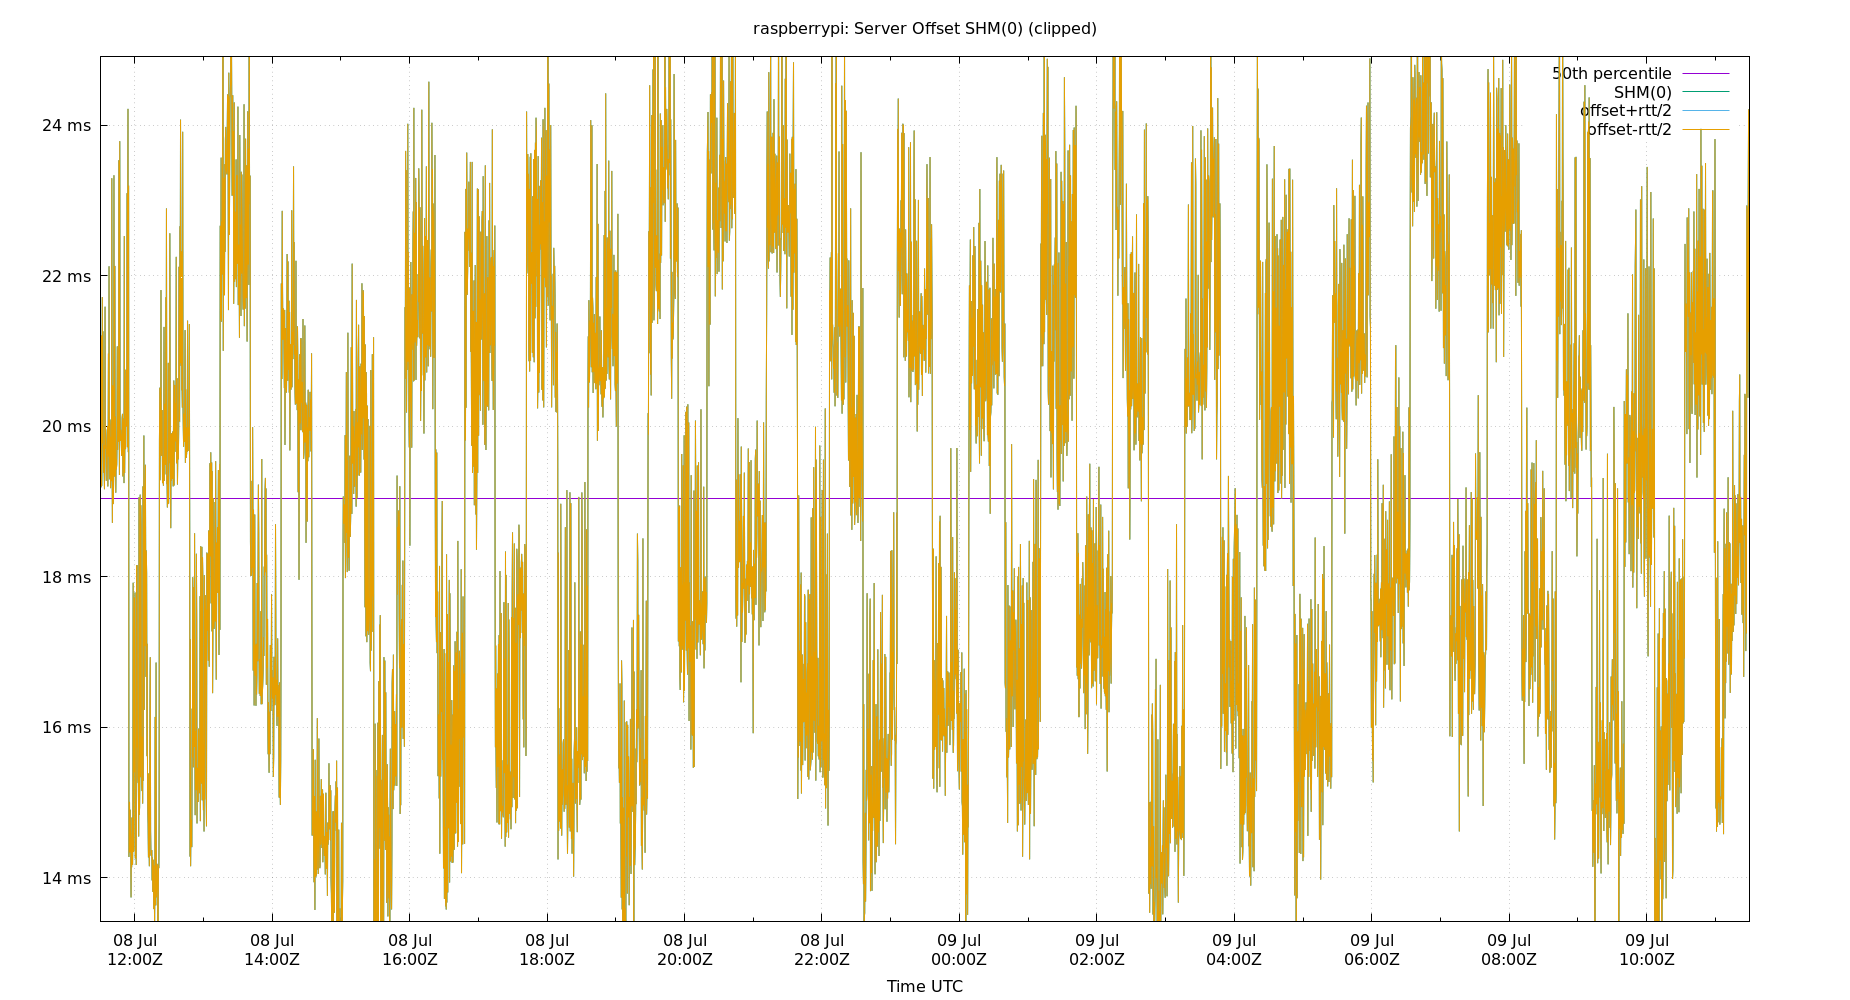 raspberrypi: Server Offset SHM(0) (clipped)
50th percentile
SHM(0)
offset+rtt/2
offset-rtt/2
24 ms
22 ms
20 ms
18 ms
16 ms
14 ms
08 Jul 08 Jul 08 Jul 08 Jul 08 Jul 08 Jul 09 Jul 09 Jul 09 Jul 09 Jul 09 Jul 09 Jul
12:00Z 14:00Z 16:00Z 18:00Z 20:00Z 22:00Z 00:00Z 02:00Z 04:00Z 06:00Z 08:00Z 10:00Z
Time UTC